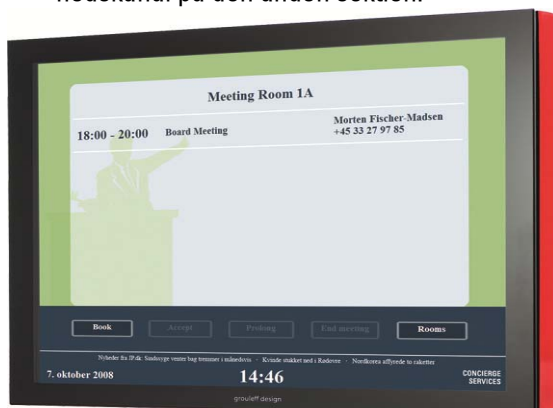 nødskanal på den anden sektion.
Meeting Room 1A
18:00 - 20:00 Board Meeting Morten Fischer-Madsen
+45 33 27 97 85
Book Accept Prolong End meeting Rooms
Nyheder fra JP.dk: Sindssyge venter bag tremmer i månedsvis - Kvinde stukket ned i Rødovre - Nordkorea affyrede to raketter
7. oktober 2008 14:46 CONCIERGE
SERVICES
grouleff design